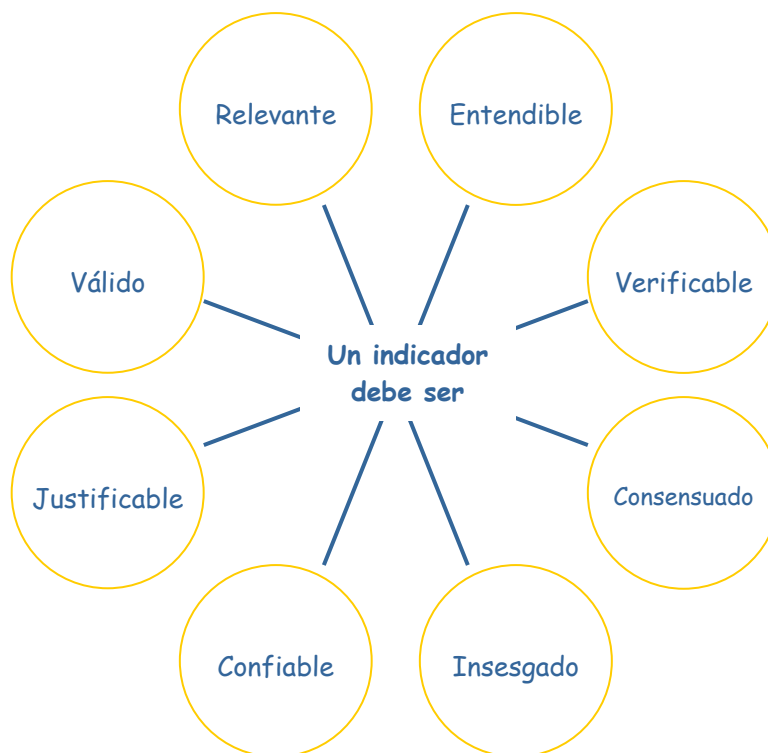 Relevante
Entendible
Válido
Verificable
Un indicador
debe ser
Justificable
Consensuado
Confiable
Insesgado